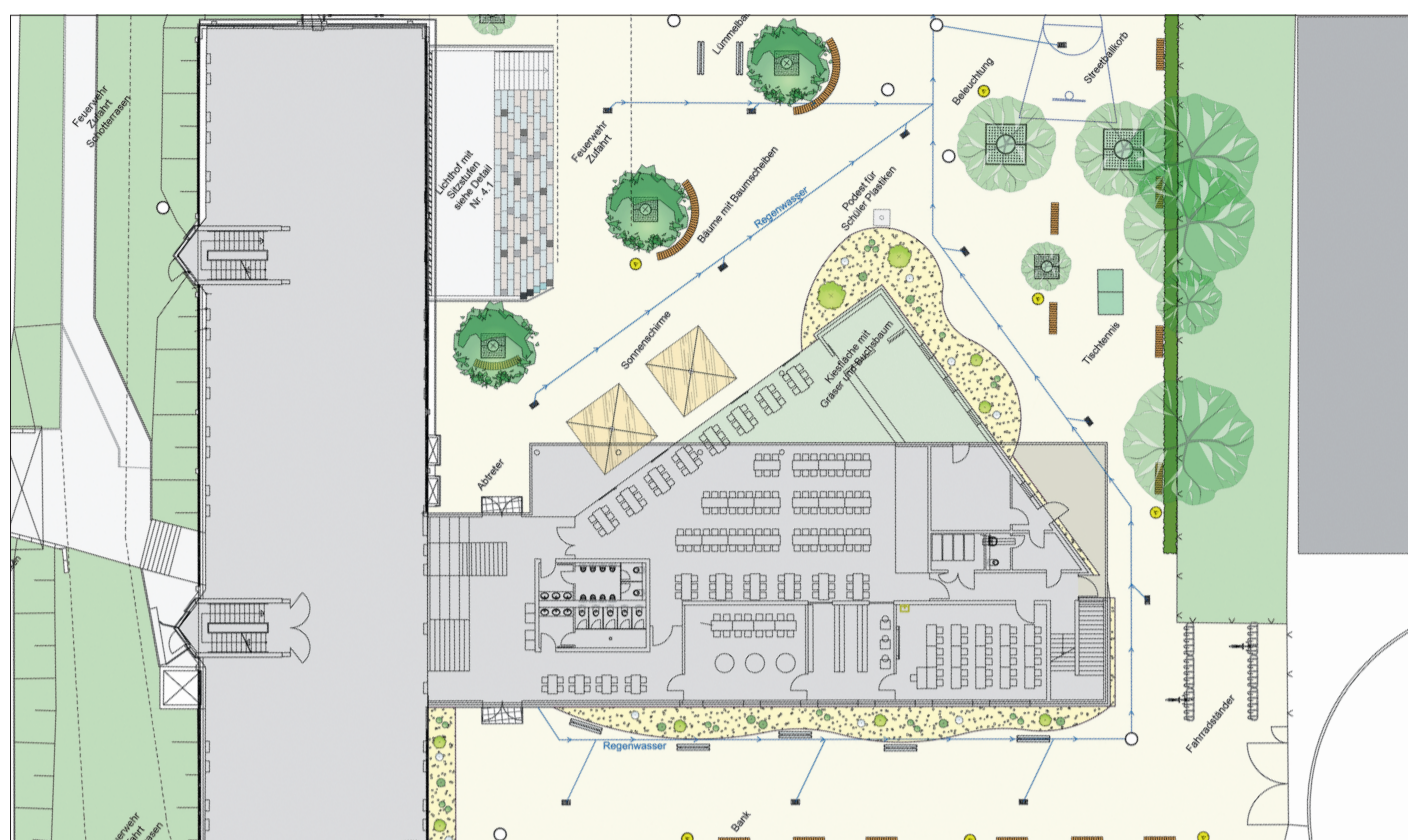 Feuerwehr
Zufahrt
Schotterrasen
Lichthof mit
Sitzstufen
siehe Detail
Nr. 4.1
Feuerwehr
Zufahrt
Beleuchtung
Streetballkorb
Bäume mit Baumscheiben
Regenwasser
Podest für
Schüler Plastiken
Sonnenschirme
Kiesfläche mit
Gräser und Buchsbaum
Tischtennis
Abtreter
Regenwasser
Fahrradständer
Bank